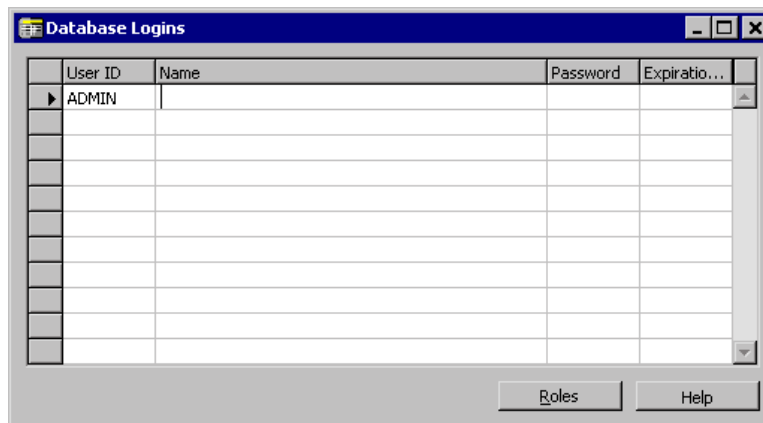 Database Logins
User ID Name Password Expiratio...
ADMIN
Roles Help